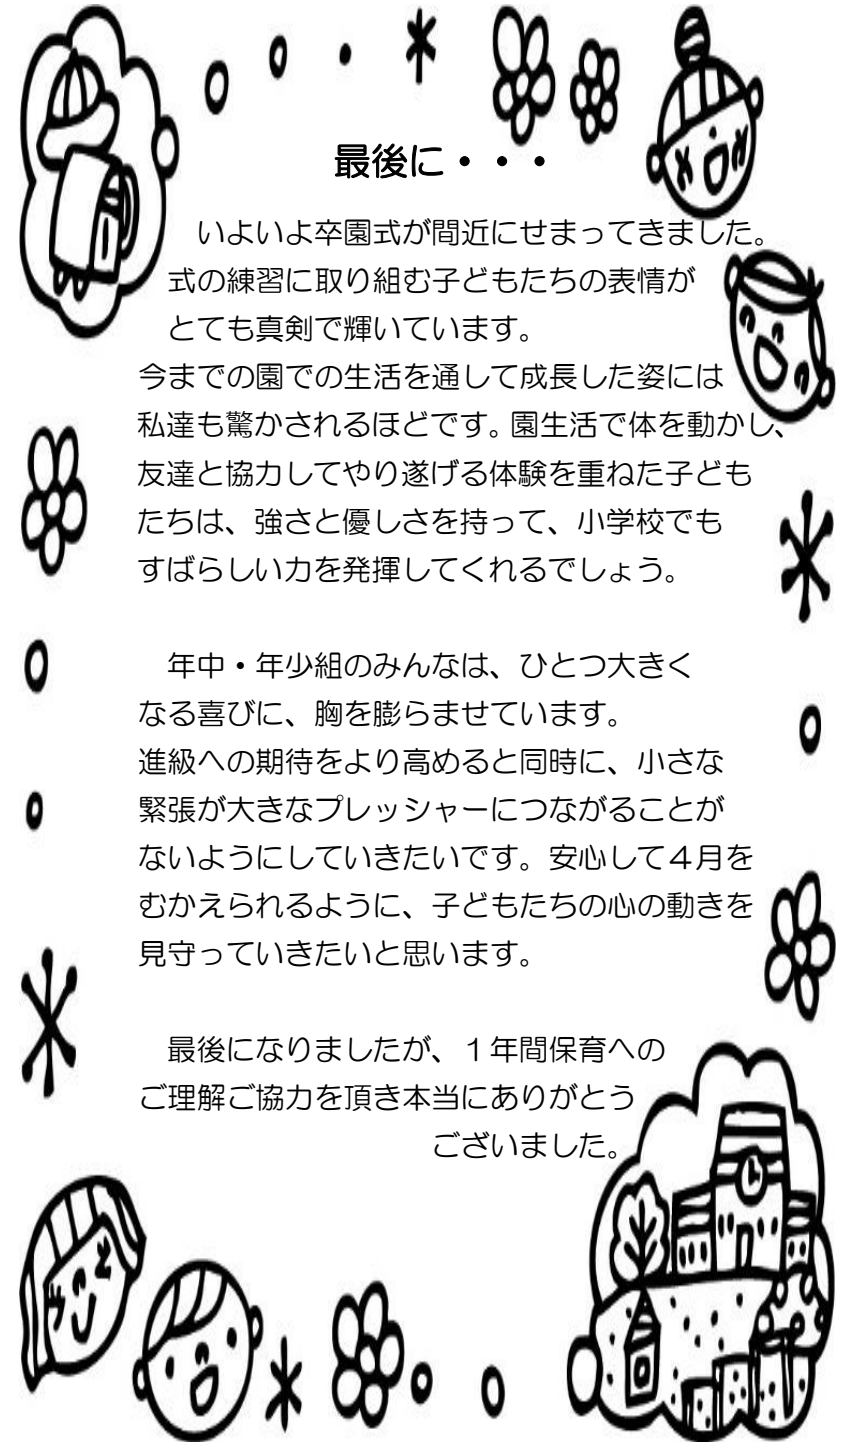 最後に・・・
いよいよ卒園式が間近にせまってきました。
式の練習に取り組む子どもたちの表情が
とても真剣で輝いています。
今までの園での生活を通して成長した姿には
私達も驚かされるほどです。園生活で体を動かし、
友達と協力してやり遂げる体験を重ねた子ども
たちは、強さと優しさを持って、小学校でも
すばらしい力を発揮してくれるでしょう。
年中・年少組のみんなは、ひとつ大きく
なる喜びに、胸を膨らませています。
進級への期待をより高めると同時に、小さな
緊張が大きなプレッシャーにつながることが
ないようにしていきたいです。安心して４月を
むかえられるように、子どもたちの心の動きを
見守っていきたいと思います。
最後になりましたが、１年間保育への
ご理解ご協力を頂き本当にありがとう
ございました。